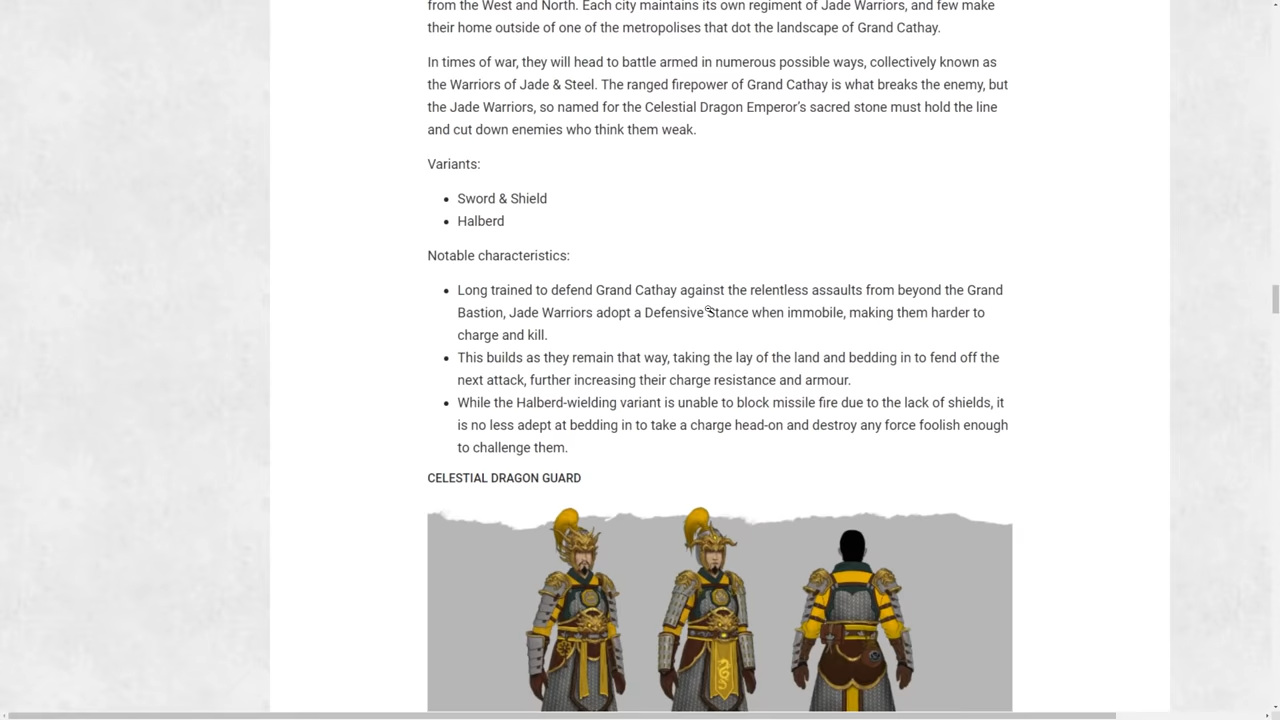 from the West and North. Each city maintains its own regiment of Jade Warriors, and few make
their home outside of one of the metropolises that dot the landscape of Grand Cathay.
In times of war, they will head to battle armed in numerous possible ways, collectively known as
the Warriors of Jade & Steel. The ranged firepower of Grand Cathay is what breaks the enemy, but
the Jade Warriors, so named for the Celestial Dragon Emperor's sacred stone must hold the line
and cut down enemies who think them weak.
Variants:
Sword & Shield
Halberd
Notable characteristics:
Long trained to defend Grand Cathay against the relentless assaults from beyond the Grand
Bastion, Jade Warriors adopt a Defensive Stance when immobile, making them harder to
charge and kill.
This builds as they remain that way, taking the lay of the land and bedding in to fend off the
next attack, further increasing their charge resistance and armour.
While the Halberd-wielding variant is unable to block missile fire due to the lack of shields, it
is no less adept at bedding in to take a charge head-on and destroy any force foolish enough
to challenge them.
CELESTIAL DRAGON GUARD